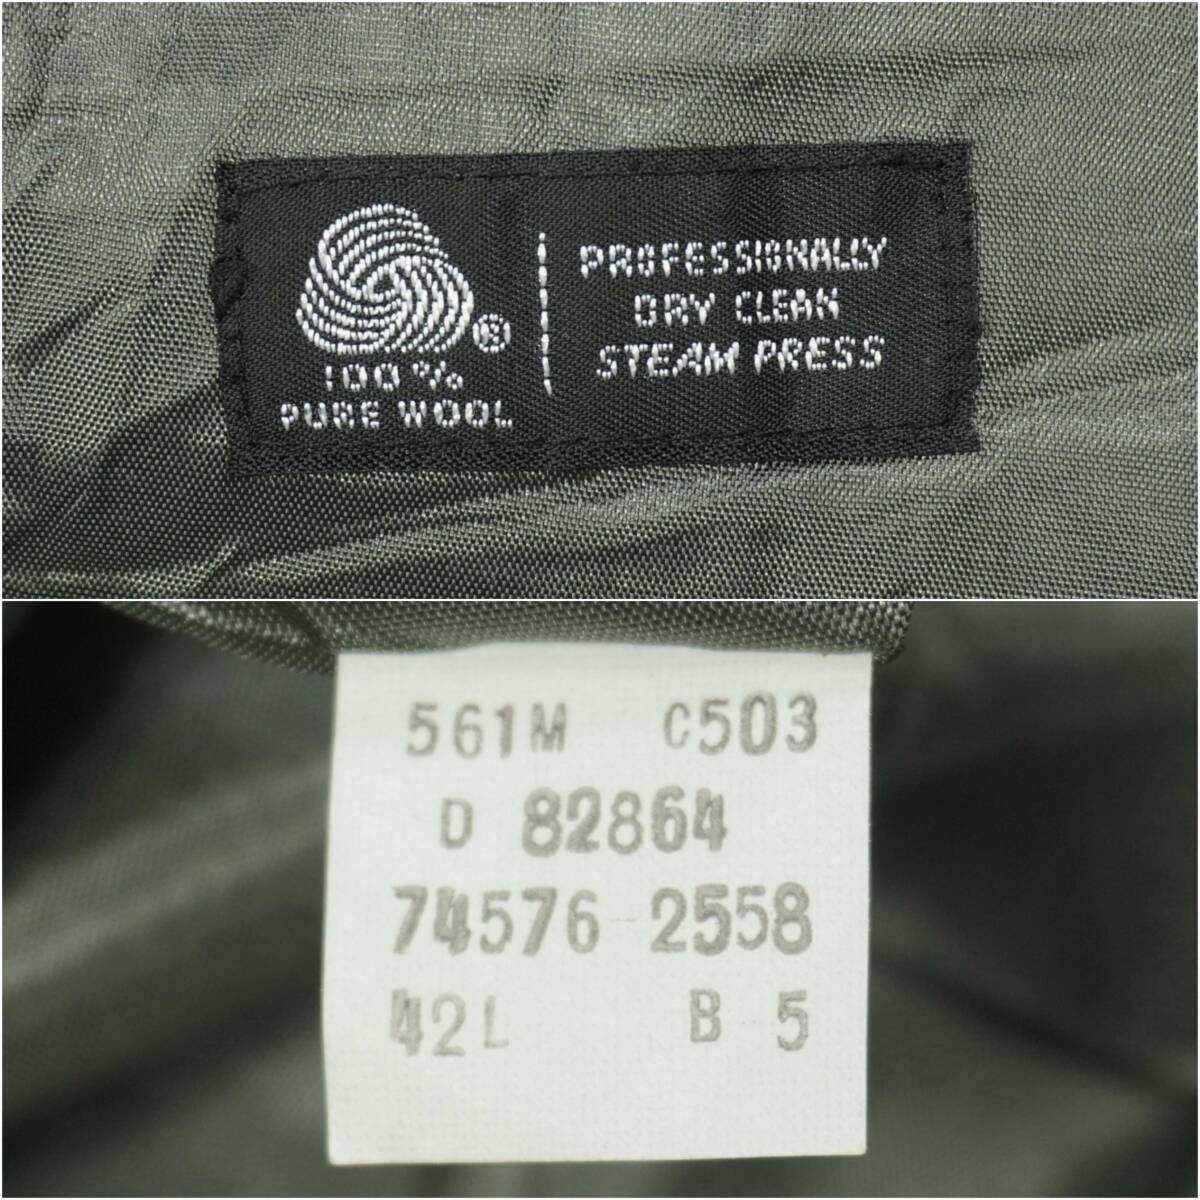 ®
100%
PURE WOOL
PROFESSIONALLY
DRY CLEAN
STEAM PRESS
561M C503
D 82864
74576 2558
42L B 5